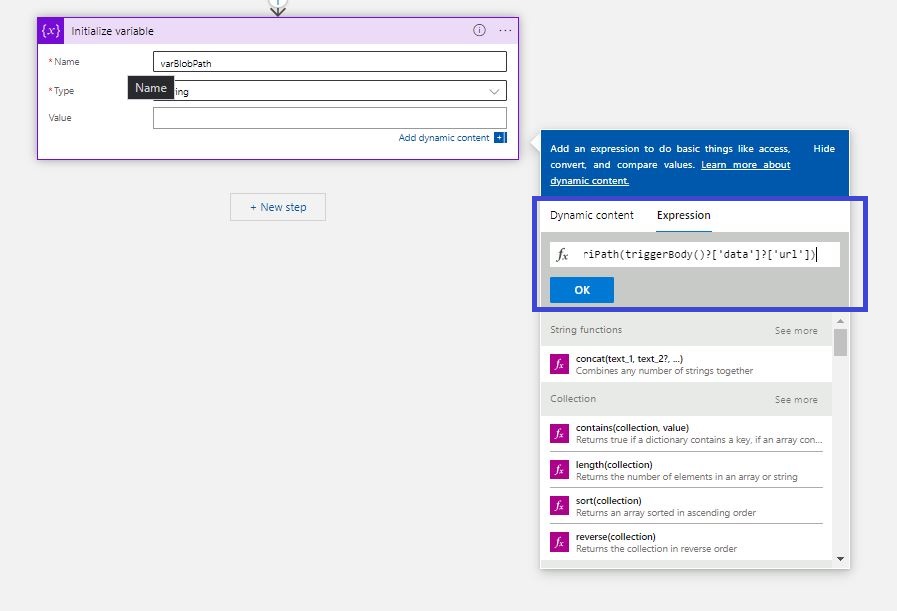 {x} Initialize variable
* Name varBlobPath
* Type ing
Name
Value
Add dynamic content
+ New step
Add an expression to do basic things like access, Hide
convert, and compare values. Learn more about
dynamic content.
Dynamic content Expression
fx riPath(triggerBody()?['data']?['url'])
OK
String functions See more
fx concat(text_1, text_2?, ...)
Combines any number of strings together
Collection See more
fx contains(collection, value)
Returns true if a dictionary contains a key, if an array con...
fx length(collection)
Returns the number of elements in an array or string
fx sort(collection)
Returns an array sorted in ascending order
fx reverse(collection)
Returns the collection in reverse order